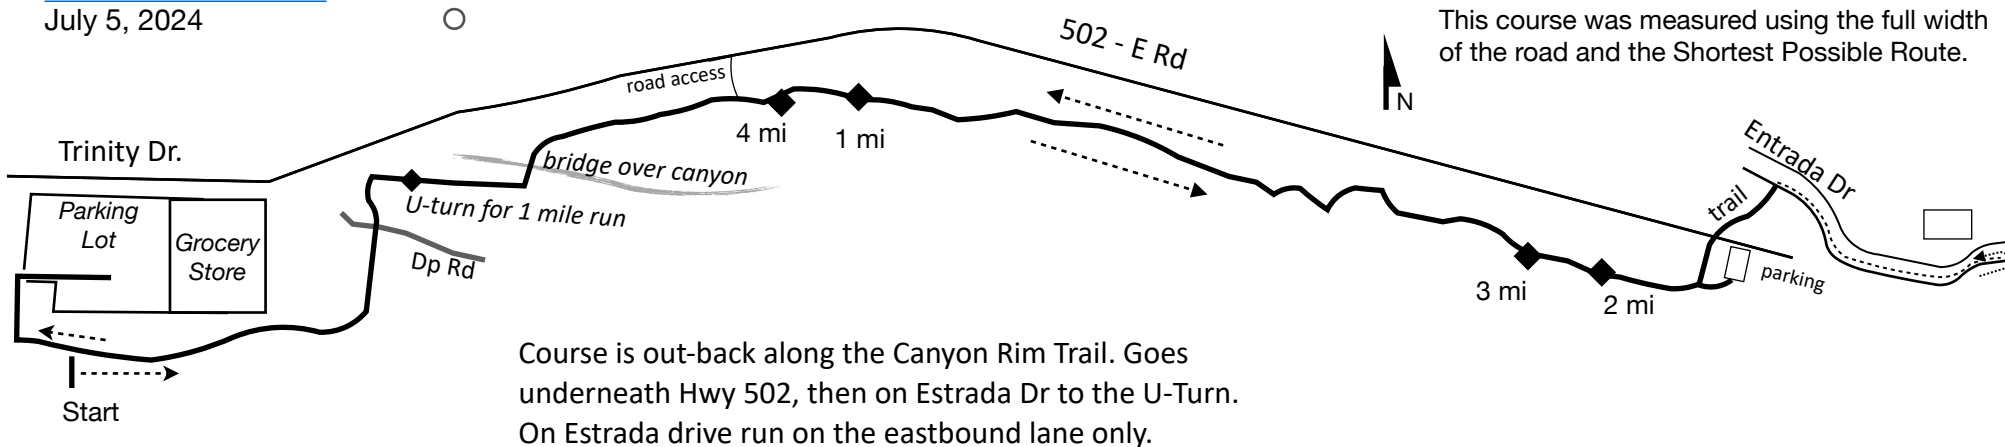 July 5, 2024
This course was measured using the full width
of the road and the Shortest Possible Route.
502 - E Rd
N
road access
4 mi
1 mi
Trinity Dr.
bridge over canyon
Entrada Dr
trail
Parking
Lot
Grocery
Store
U-turn for 1 mile run
Dp Rd
parking
3 mi
2 mi
Start
Course is out-back along the Canyon Rim Trail. Goes
underneath Hwy 502, then on Estrada Dr to the U-Turn.
On Estrada drive run on the eastbound lane only.